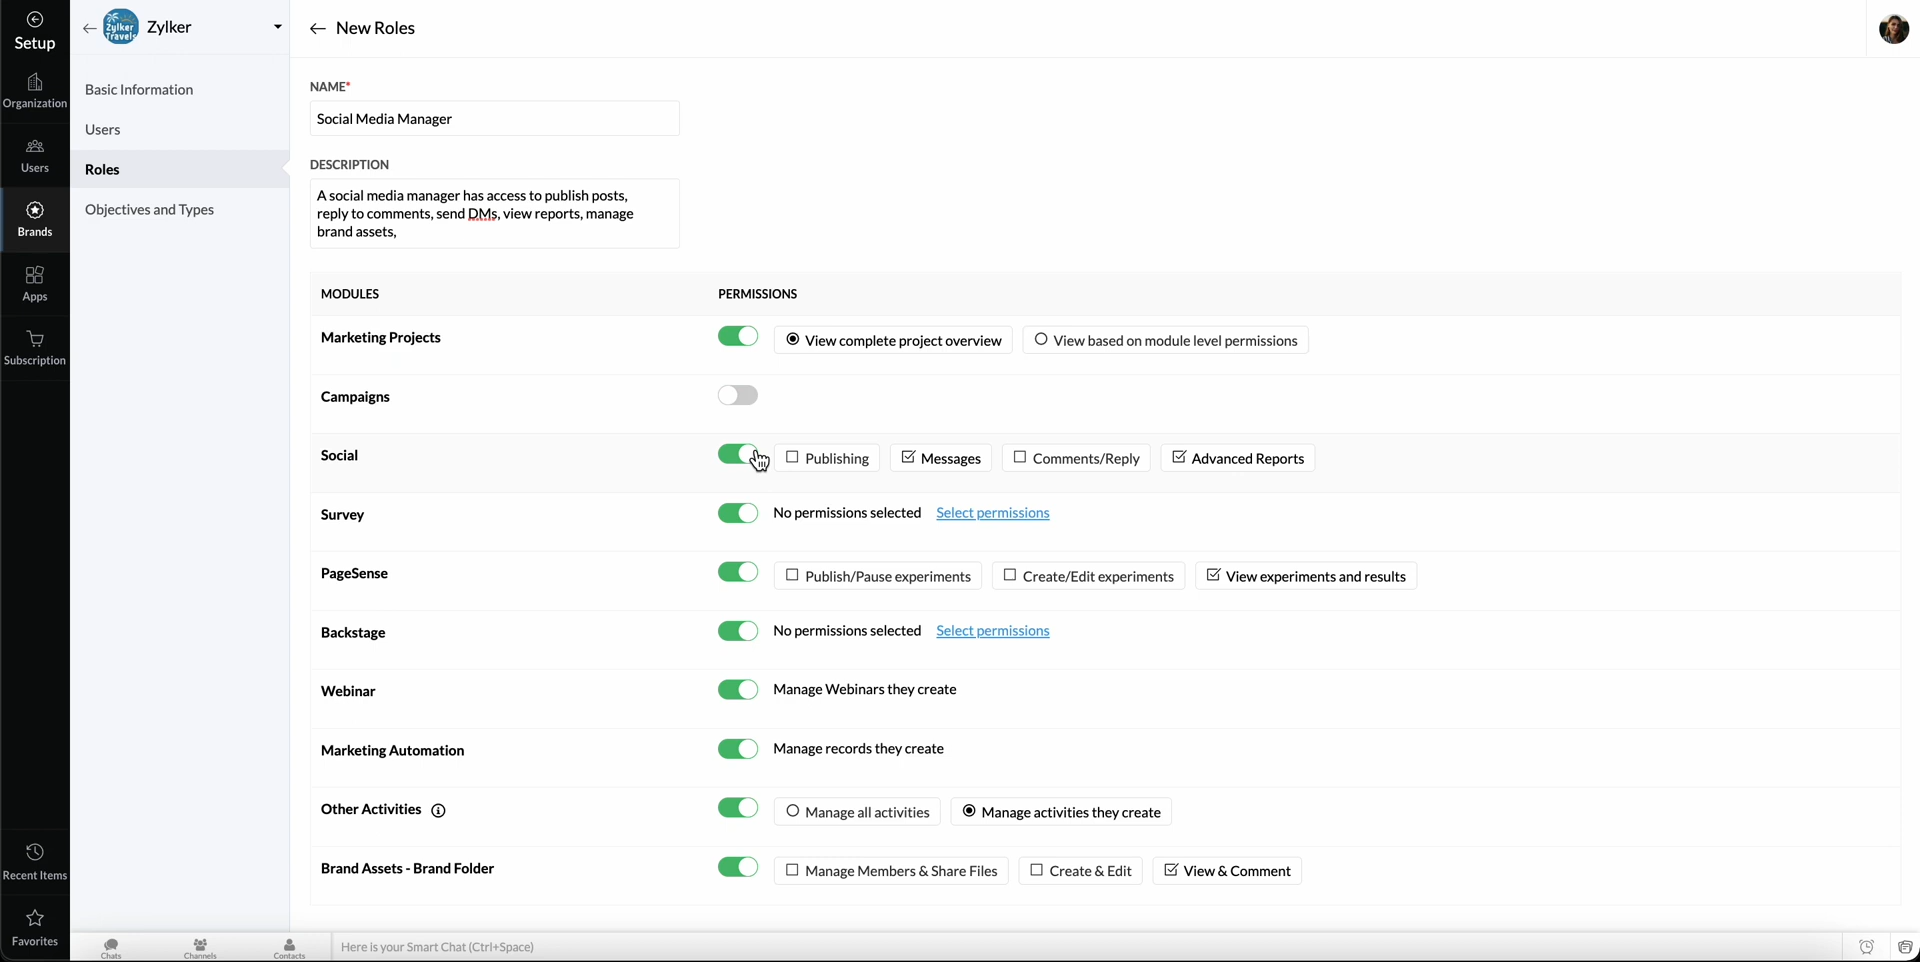 Setup
Organization
Users
Brands
Apps
Subscription
Recent Items
Favorites
Zylker Travels
Zylker
Basic Information
Users
Roles
Objectives and Types
New Roles
NAME*
Social Media Manager
DESCRIPTION
A social media manager has access to publish posts,
reply to comments, send DMs, view reports, manage
brand assets,
MODULES PERMISSIONS
Marketing Projects View complete project overview View based on module level permissions
Campaigns
Social Publishing Messages Comments/Reply Advanced Reports
Survey No permissions selected Select permissions
PageSense Publish/Pause experiments Create/Edit experiments View experiments and results
Backstage No permissions selected Select permissions
Webinar Manage Webinars they create
Marketing Automation Manage records they create
Other Activities Manage all activities Manage activities they create
Brand Assets - Brand Folder Manage Members & Share Files Create & Edit View & Comment
Chats Channels Contacts Here is your Smart Chat (Ctrl+Space)